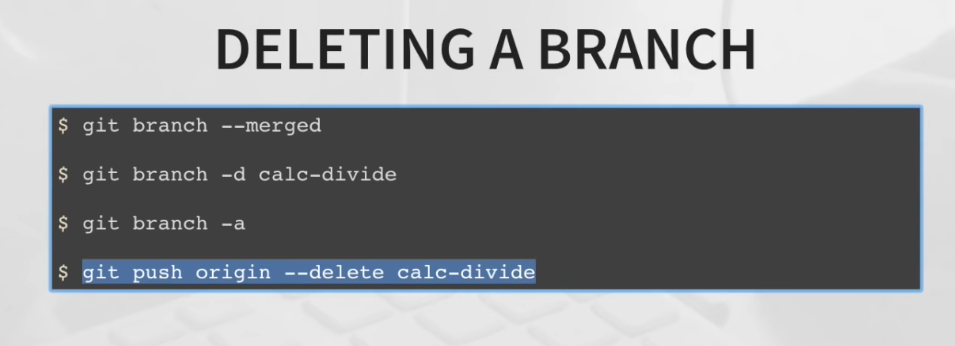 DELETING A BRANCH
$ git branch --merged
$ git branch -d calc-divide
$ git branch -a
$ git push origin --delete calc-divide